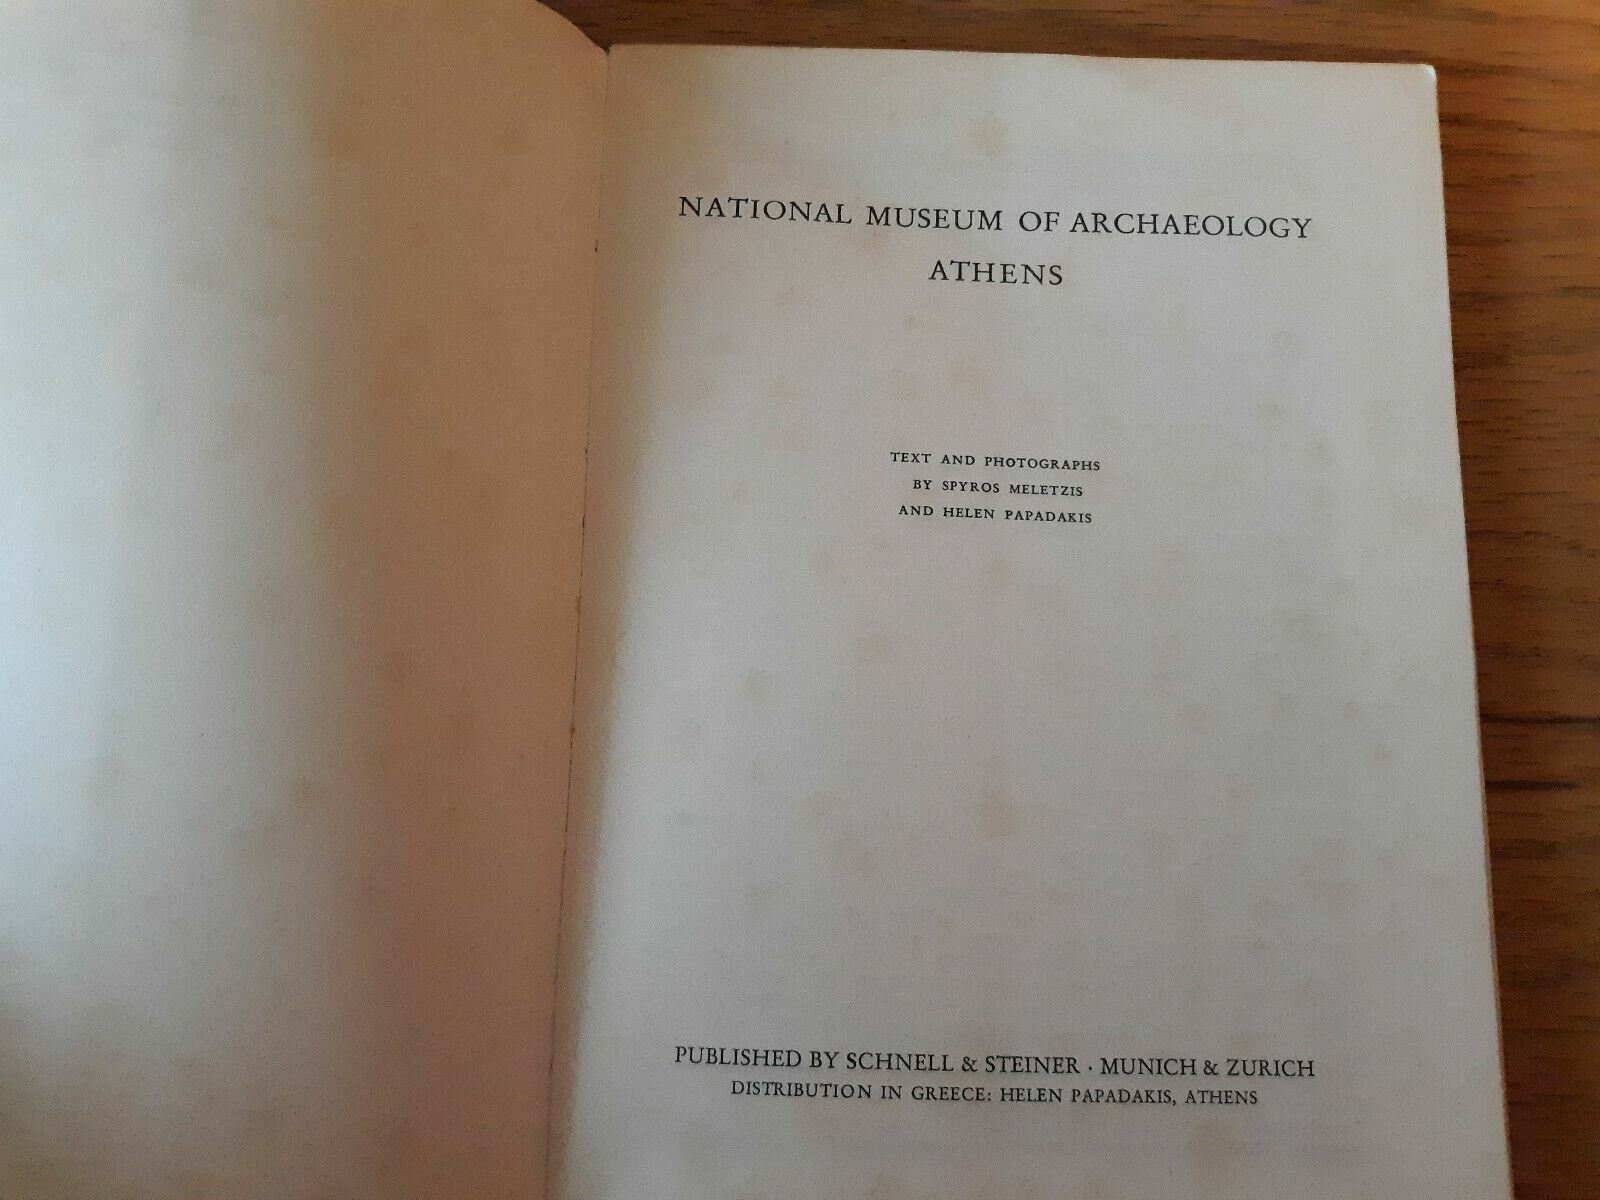 NATIONAL MUSEUM OF ARCHAEOLOGY
ATHENS
TEXT AND PHOTOGRAPHS
BY SPYROS MELETZIS
AND HELEN PAPADAKIS
PUBLISHED BY SCHNELL & STEINER · MUNICH & ZURICH
DISTRIBUTION IN GREECE: HELEN PAPADAKIS, ATHENS